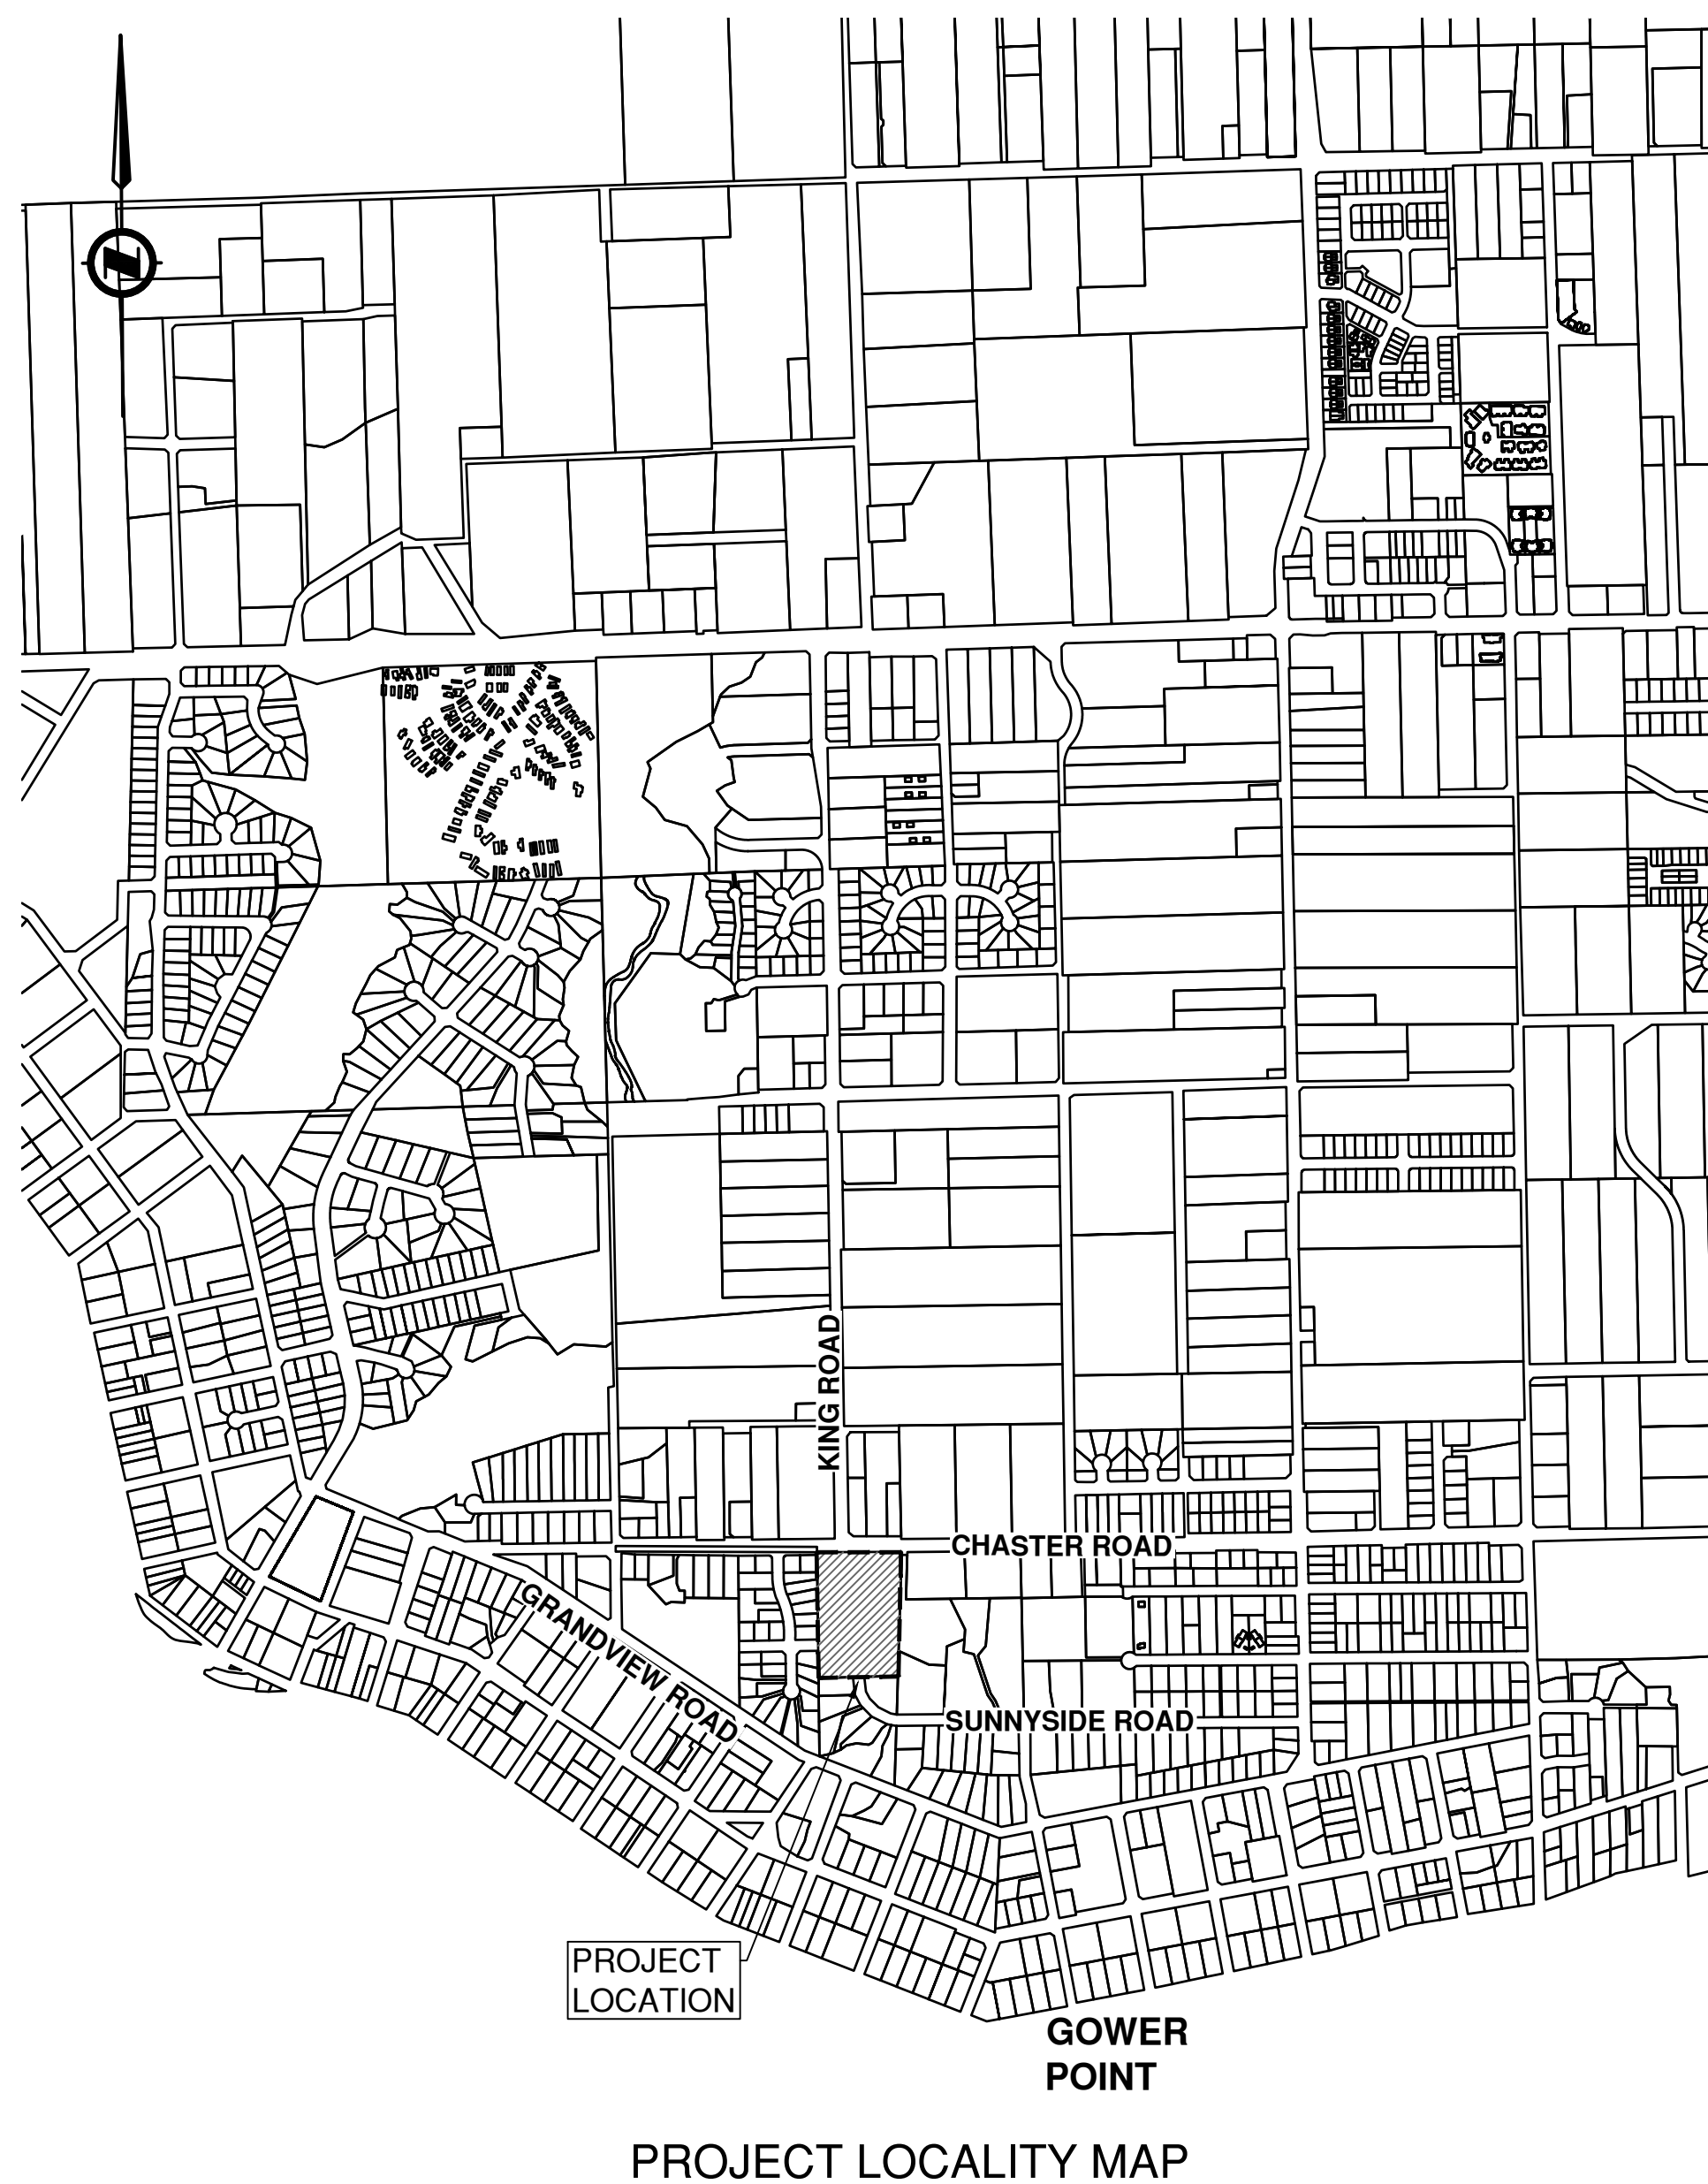 KING ROAD
CHASTER ROAD
GRANDVIEW ROAD
SUNNYSIDE ROAD
PROJECT
LOCATION
GOWER
POINT
PROJECT LOCALITY MAP